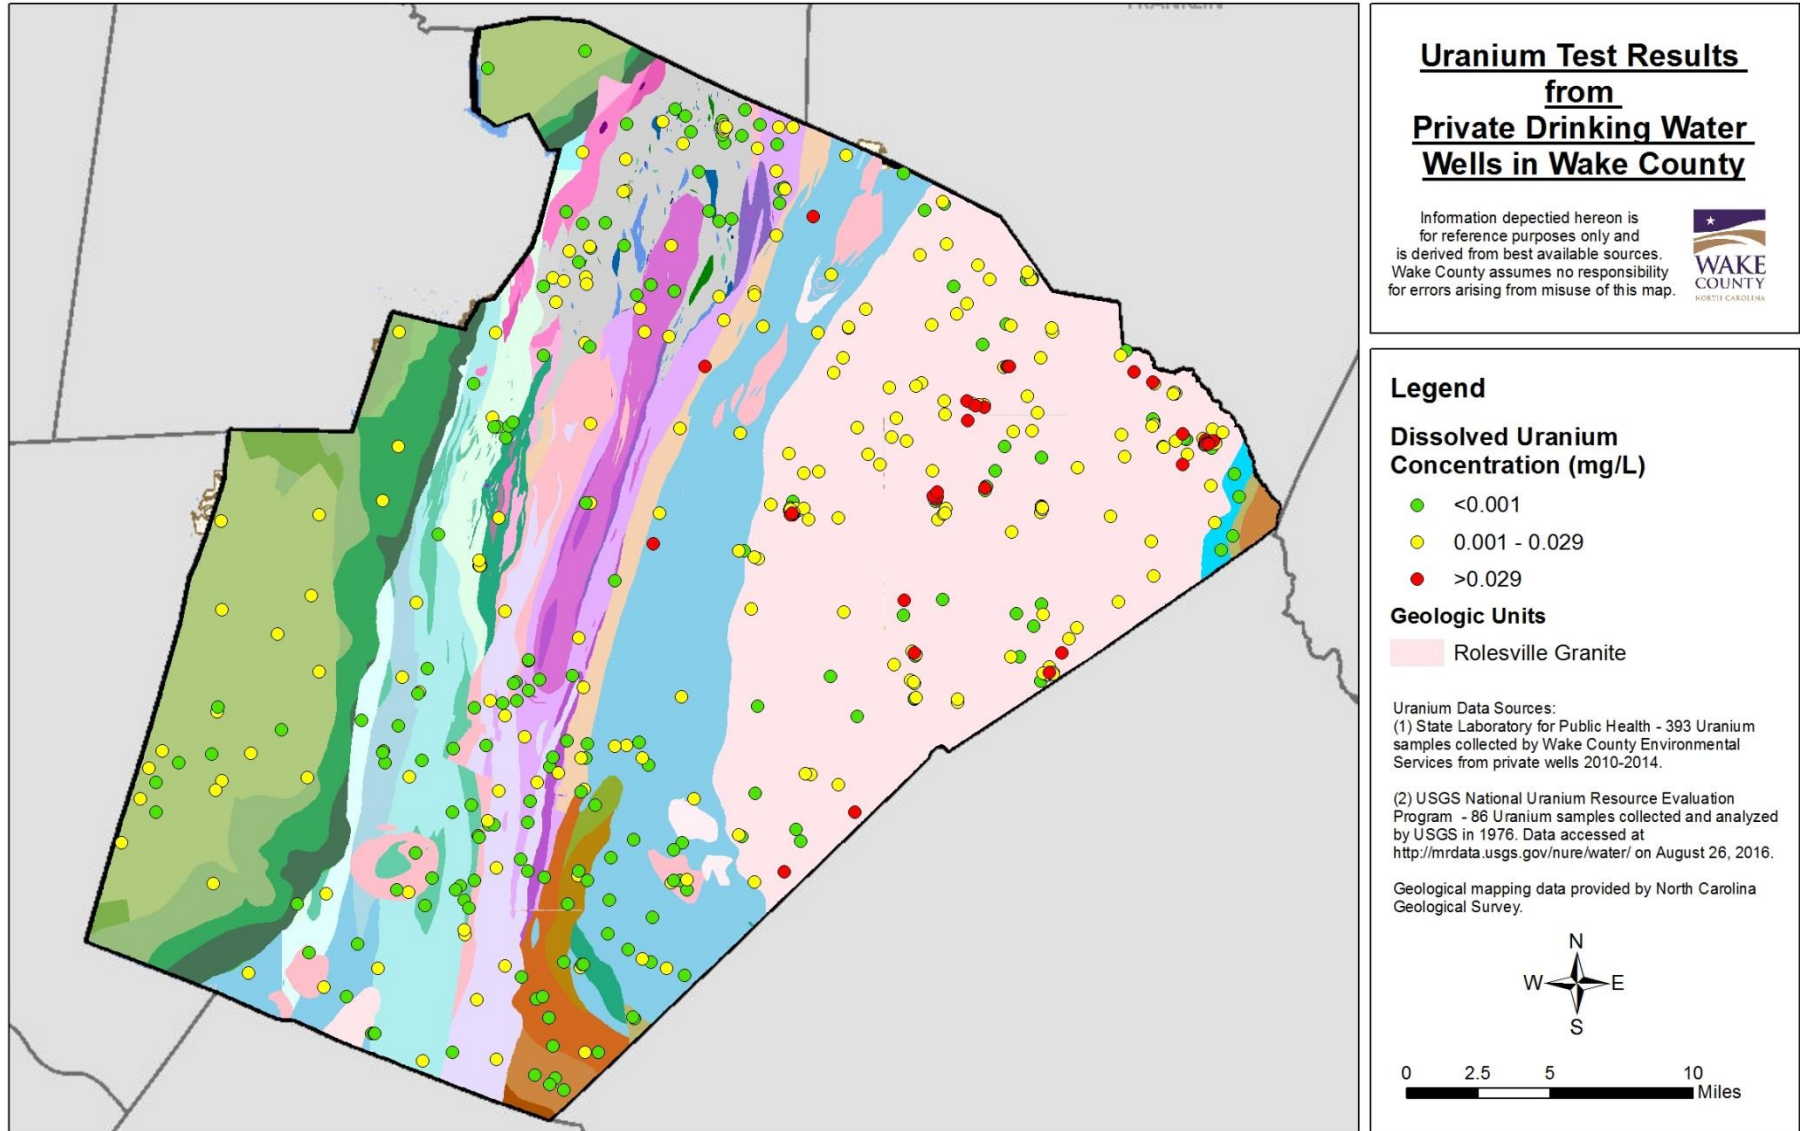 FRANKLIN
Uranium Test Results
from
Private Drinking Water
Wells in Wake County
Information depectied hereon is
for reference purposes only and
is derived from best available sources.
Wake County assumes no responsibility
for errors arising from misuse of this map.
WAKE
COUNTY
NORTH CAROLINA
Legend
Dissolved Uranium
Concentration (mg/L)
<0.001
0.001 - 0.029
>0.029
Geologic Units
Rolesville Granite
Uranium Data Sources:
(1) State Laboratory for Public Health - 393 Uranium
samples collected by Wake County Environmental
Services from private wells 2010-2014.
(2) USGS National Uranium Resource Evaluation
Program - 86 Uranium samples collected and analyzed
by USGS in 1976. Data accessed at
http://mrdata.usgs.gov/nure/water/ on August 26, 2016.
Geological mapping data provided by North Carolina
Geological Survey.
N
W E
S
0 2.5 5 10
Miles